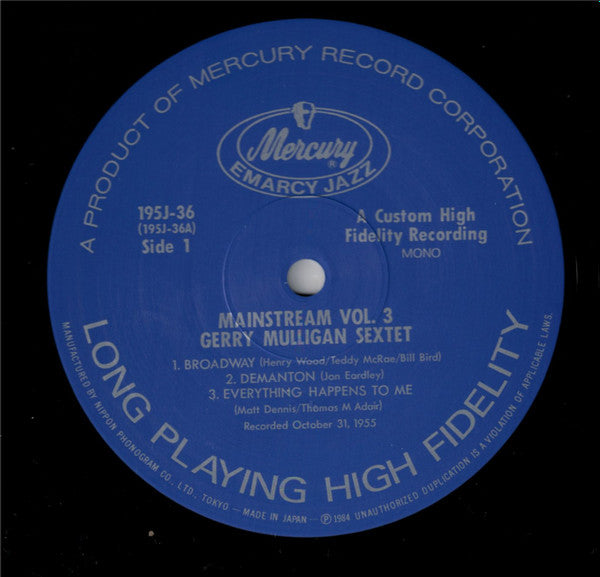 A PRODUCT OF MERCURY RECORD CORPORATION
Mercury®
EMARCY JAZZ
195J-36
(195J-36A)
Side 1
A Custom High
Fidelity Recording
MONO
MAINSTREAM VOL. 3
GERRY MULLIGAN SEXTET
1. BROADWAY (Henry Wood/Teddy McRae/Bill Bird)
2. DEMANTON (Jon Eardley)
3. EVERYTHING HAPPENS TO ME
(Matt Dennis/Thomas M Adair)
Recorded October 31, 1955
LONG PLAYING HIGH FIDELITY
MANUFACTURED BY NIPPON PHONOGRAM CO., LTD., TOKYO — MADE IN JAPAN — ℗ 1984 UNAUTHORIZED DUPLICATION IS A VIOLATION OF APPLICABLE LAWS.